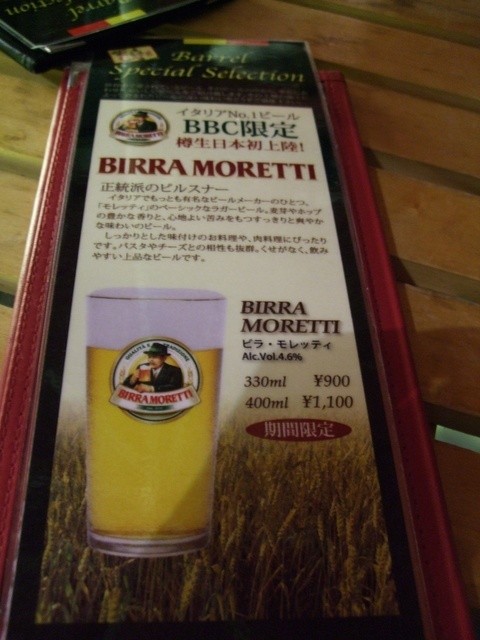 Barrel
Special Selection
BIRRA MORETTI
イタリアNo.1ビール
BBC限定
樽生日本初上陸!
BIRRA MORETTI
正統派のピルスナー
イタリアでもっとも有名なビールメーカーのひとつ、
「モレッティ」のベーシックなラガービール。麦芽やホップ
の豊かな香りと、心地よい苦みをもつすっきりと爽やか
な味わいのビール。
しっかりとした味付けのお料理や、肉料理にぴったり
です。パスタやチーズとの相性も抜群。くせがなく、飲み
やすい上品なビールです。
BIRRA
MORETTI
ビラ・モレッティ
Alc.Vol.4.6%
330ml ¥900
400ml ¥1,100
期間限定
BIRRA MORETTI